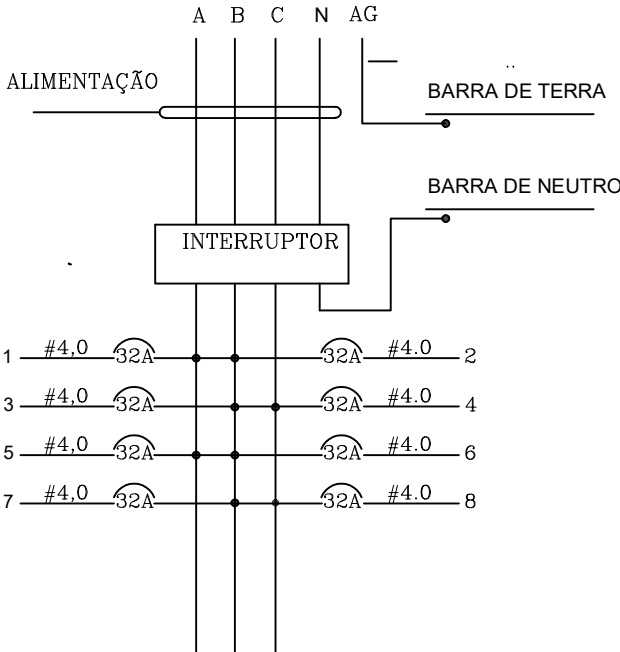 A B C N AG
ALIMENTAÇÃO
BARRA DE TERRA
BARRA DE NEUTRO
INTERRUPTOR
1 #4,0 32A 32A #4.0 2
3 #4,0 32A 32A #4.0 4
5 #4,0 32A 32A #4.0 6
7 #4,0 32A 32A #4.0 8